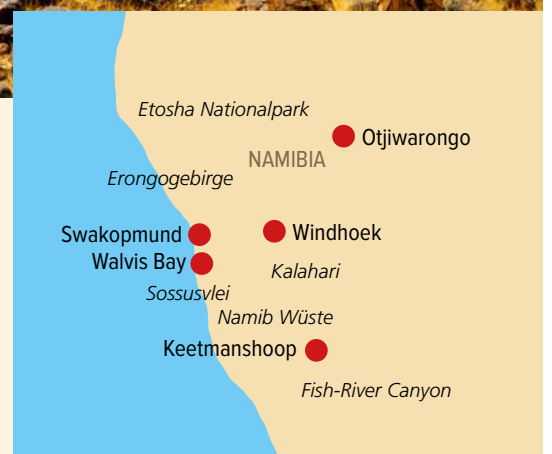 Etosha Nationalpark
Otjiwarongo
NAMIBIA
Erongogebirge
Swakopmund
Windhoek
Walvis Bay
Kalahari
Sossusvlei
Namib Wüste
Keetmanshoop
Fish-River Canyon